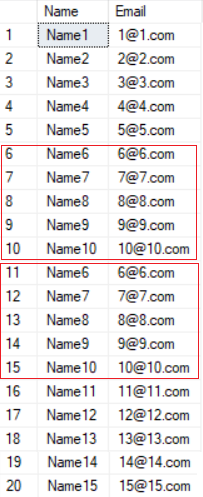 Name Email
1 Name1 1@1.com
2 Name2 2@2.com
3 Name3 3@3.com
4 Name4 4@4.com
5 Name5 5@5.com
6 Name6 6@6.com
7 Name7 7@7.com
8 Name8 8@8.com
9 Name9 9@9.com
10 Name10 10@10.com
11 Name6 6@6.com
12 Name7 7@7.com
13 Name8 8@8.com
14 Name9 9@9.com
15 Name10 10@10.com
16 Name11 11@11.com
17 Name12 12@12.com
18 Name13 13@13.com
19 Name14 14@14.com
20 Name15 15@15.com